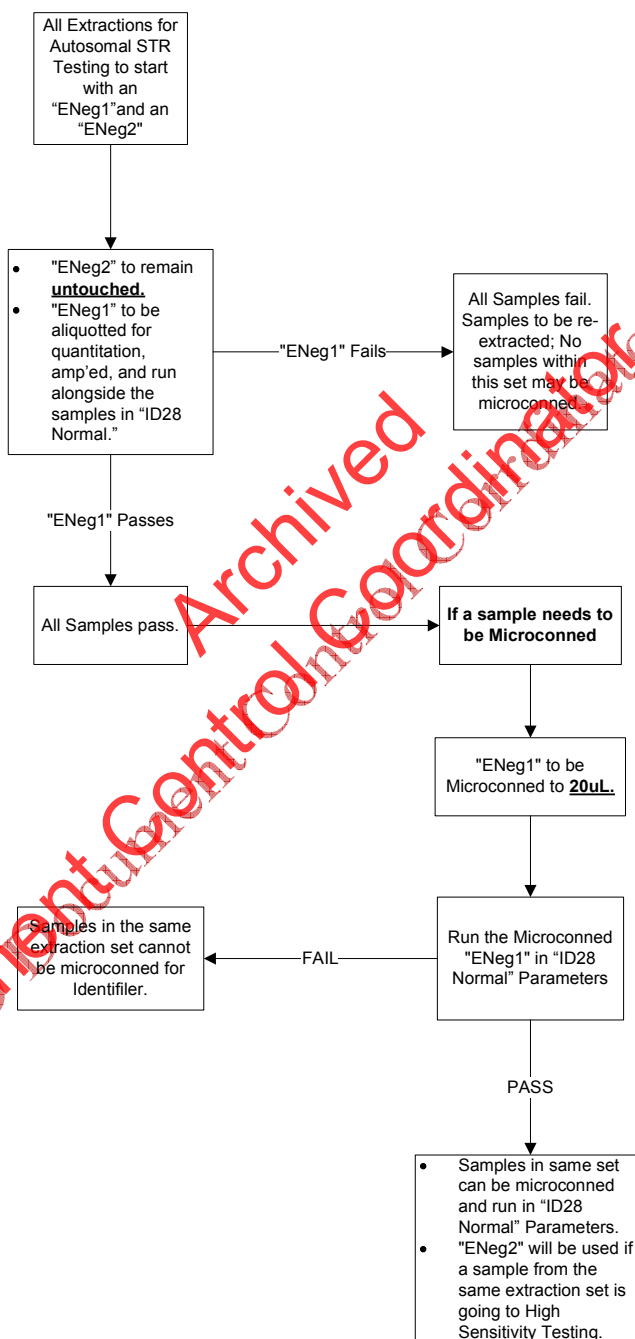 All Extractions for
Autosomal STR
Testing to start
with an
“ENeg1”and an
“ENeg2"
• "ENeg2” to remain
untouched.
• "ENeg1” to be
aliquotted for
quantitation,
amp'ed, and run
alongside the
samples in “ID28
Normal.”
"ENeg1" Fails
All Samples fail.
Samples to be re-
extracted; No
samples within
this set may be
microconned.
"ENeg1" Passes
All Samples pass.
If a sample needs to
be Microconned
"ENeg1" to be
Microconned to 20uL.
Run the Microconned
"ENeg1" in “ID28
Normal” Parameters
FAIL
Samples in the same
extraction set cannot
be microconned for
Identifiler.
PASS
• Samples in same set
can be microconned
and run in “ID28
Normal” Parameters.
• "ENeg2" will be used if
a sample from the
same extraction set is
going to High
Sensitivity Testing.
Archived
Control Coordinator
Document Control Coordinator